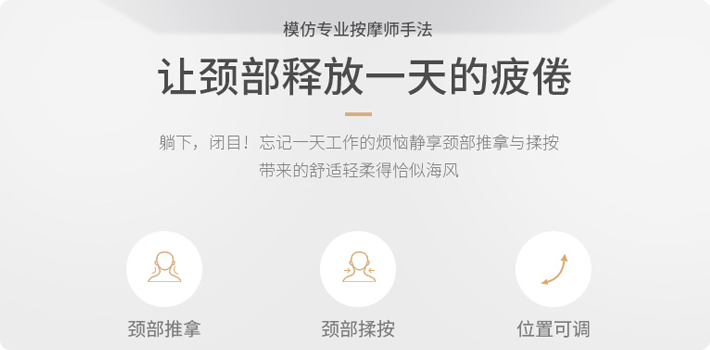 模仿专业按摩师手法
让颈部释放一天的疲倦
躺下，闭目！忘记一天工作的烦恼静享颈部推拿与揉按
带来的舒适轻柔得恰似海风
颈部推拿
颈部揉按
位置可调